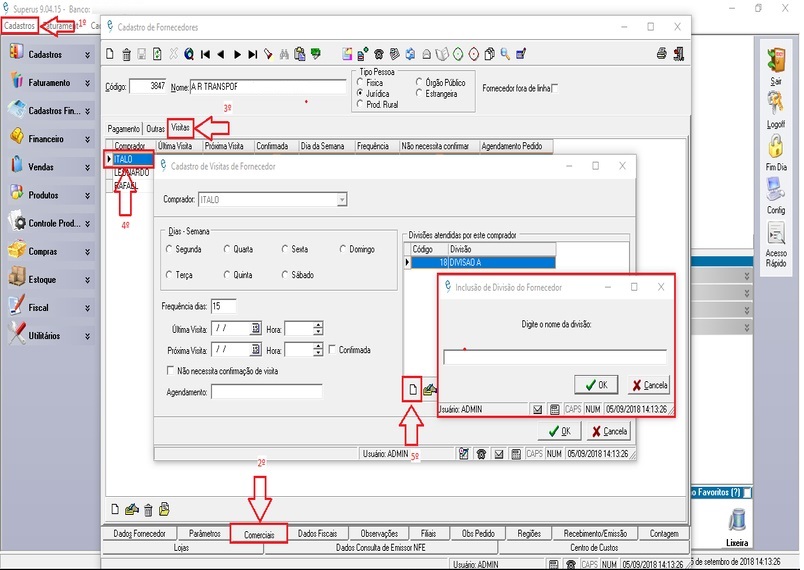 Superus 9.04.15 - Banco:
Cadastros
Faturament
Ca
1º
Cadastros
Faturamento
Cadastros Fin...
Financeiro
Vendas
Produtos
Controle Prod...
Compras
Estoque
Fiscal
Utilitários
Cadastro de Fornecedores
Código: 3847 Nome: A R TRANSPOF
Tipo Pessoa
Física
Jurídica
Prod. Rural
Órgão Público
Estrangeira
Fornecedor fora de linha
3º
Pagamento Outras Visitas
Comprador Última Visita Próxima Visita Confirmada Dia da Semana Frequência Não necessita confirmar Agendamento Pedido
ITALO
LEONARDO
RAFAEL
4º
Cadastro de Visitas de Fornecedor
Comprador: ITALO
Dias - Semana
Segunda Quarta Sexta Domingo
Terça Quinta Sábado
Frequência dias: 15
Última Visita: / / 15 Hora: :
Próxima Visita: / / 15 Hora: : Confirmada
Não necessita confirmação de visita
Agendamento:
Divisões atendidas por este comprador
Código Divisão
18 DIVISAO A
Inclusão de Divisão do Fornecedor
Digite o nome da divisão:
OK Cancela
Usuário: ADMIN CAPS NUM 05/09/2018 14:13:26
5º
OK Cancela
Usuário: ADMIN CAPS NUM 05/09/2018 14:13:26
2º
Dados Fornecedor Parâmetros Comerciais Dados Fiscais Observações Filiais Obs Pedido Regiões Recebimento/Emissão Contagem
Lojas Dados Consulta de Emissor NFE Centro de Custos
Usuário: ADMIN CAPS NUM 05/09/2018 14:13:26
Sair
Logoff
Fim Dia
Config
Acesso
Rápido
o Favoritos (?)
Lixeira
de setembro de 2018 14:13:26